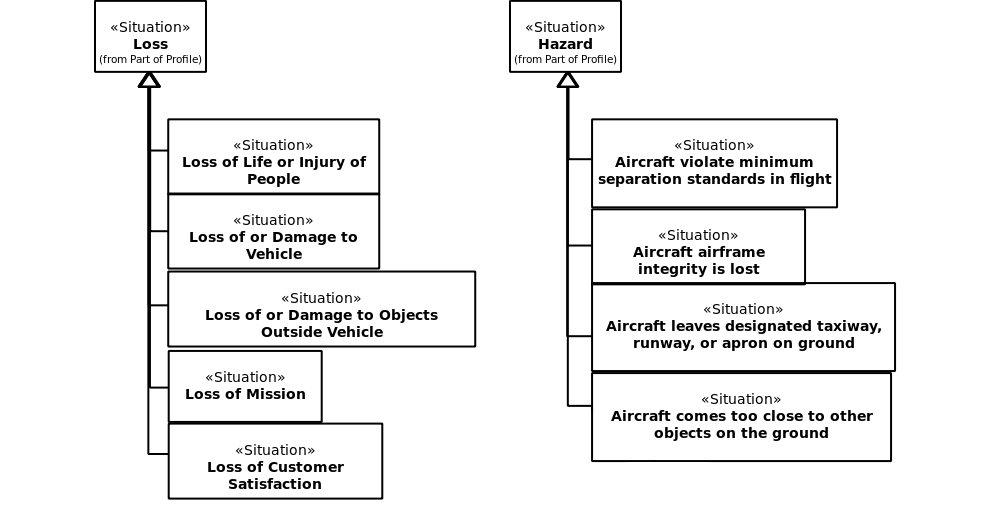 «Situation»
Loss
(from Part of Profile)
«Situation»
Loss of Life or Injury of
People
«Situation»
Loss of or Damage to
Vehicle
«Situation»
Loss of or Damage to Objects
Outside Vehicle
«Situation»
Loss of Mission
«Situation»
Loss of Customer
Satisfaction
«Situation»
Hazard
(from Part of Profile)
«Situation»
Aircraft violate minimum
separation standards in flight
«Situation»
Aircraft airframe
integrity is lost
«Situation»
Aircraft leaves designated taxiway,
runway, or apron on ground
«Situation»
Aircraft comes too close to other
objects on the ground